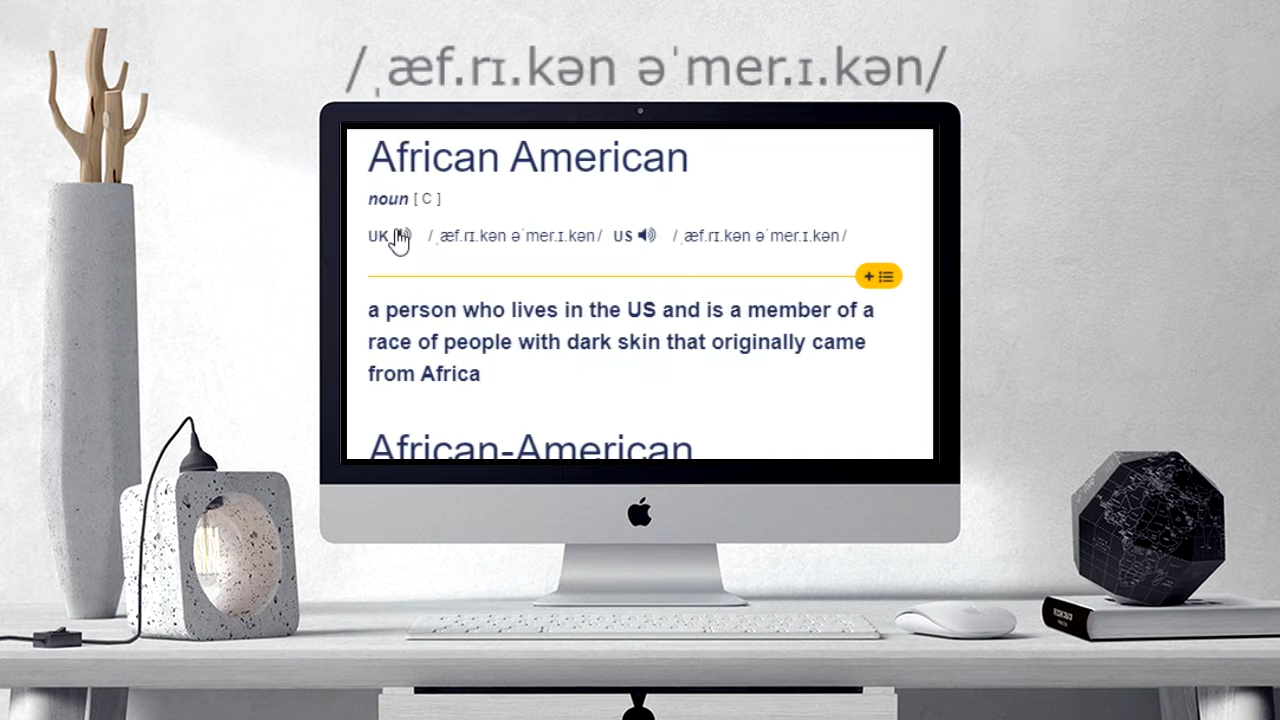 /ˌæf.rɪ.kən əˈmer.ɪ.kən/
African American
noun [ C ]
UK /ˌæf.rɪ.kən əˈmer.ɪ.kən/ US /ˌæf.rɪ.kən əˈmer.ɪ.kən/
a person who lives in the US and is a member of a
race of people with dark skin that originally came
from Africa
African-American